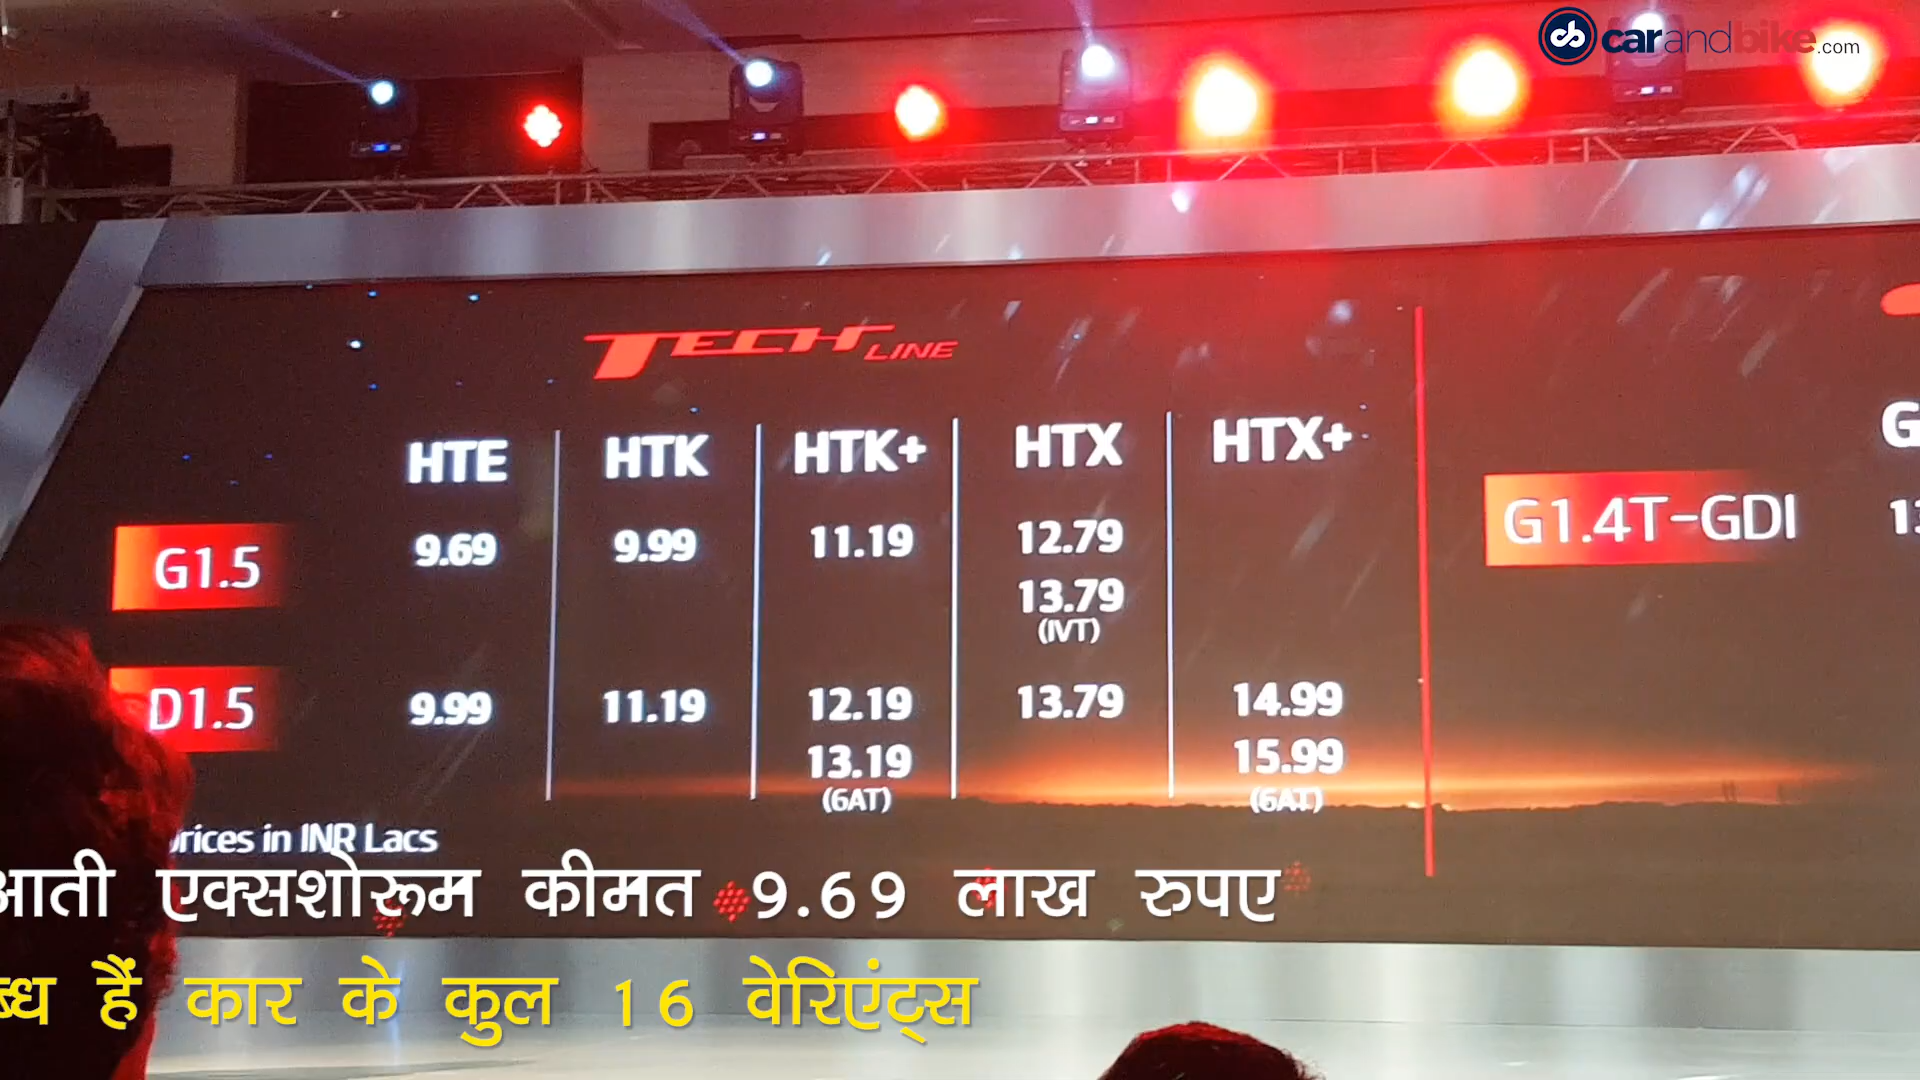 carandbike.com
TECH LINE
HTE HTK HTK+ HTX HTX+
G1.5 9.69 9.99 11.19 12.79
13.79
(IVT)
D1.5 9.99 11.19 12.19 13.79 14.99
13.19 15.99
(6AT) (6AT)
G1.4T-GDI
in INR Lacs
एक्सशोरूम कीमत 9.69 लाख रुपए
हैं कार के कुल 16 वेरिएंट्स